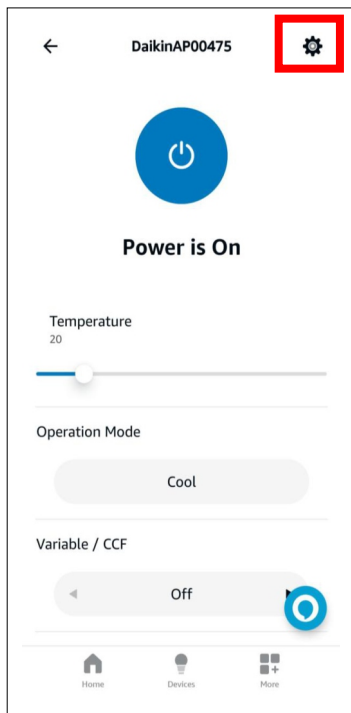 DaikinAP00475
Power is On
Temperature
20
Operation Mode
Cool
Variable / CCF
Off
Home Devices More